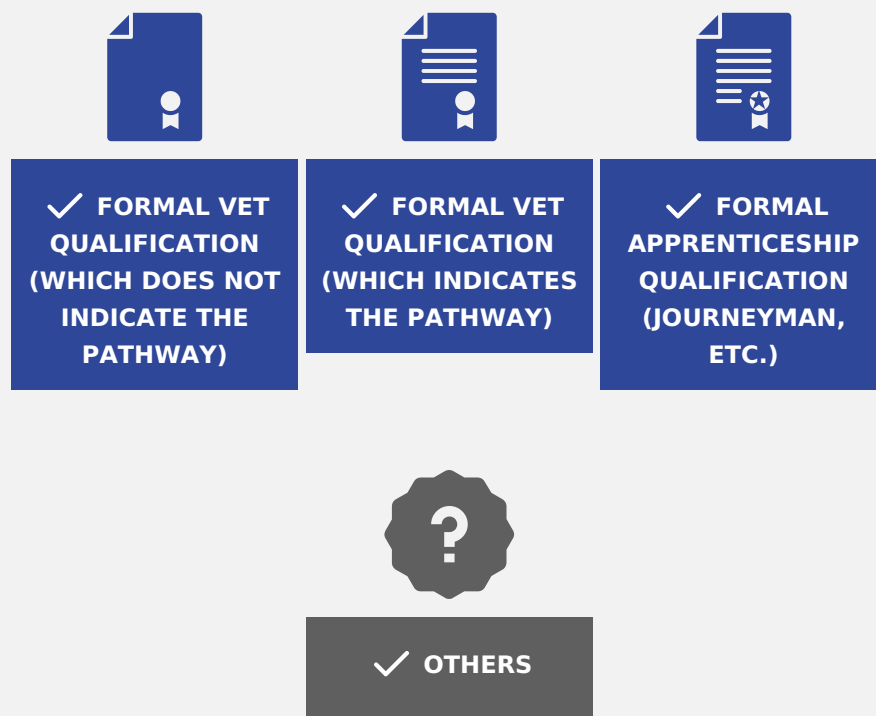 FORMAL VET
QUALIFICATION
(WHICH DOES NOT
INDICATE THE
PATHWAY)
FORMAL VET
QUALIFICATION
(WHICH INDICATES
THE PATHWAY)
FORMAL
APPRENTICESHIP
QUALIFICATION
(JOURNEYMAN,
ETC.)
?
OTHERS